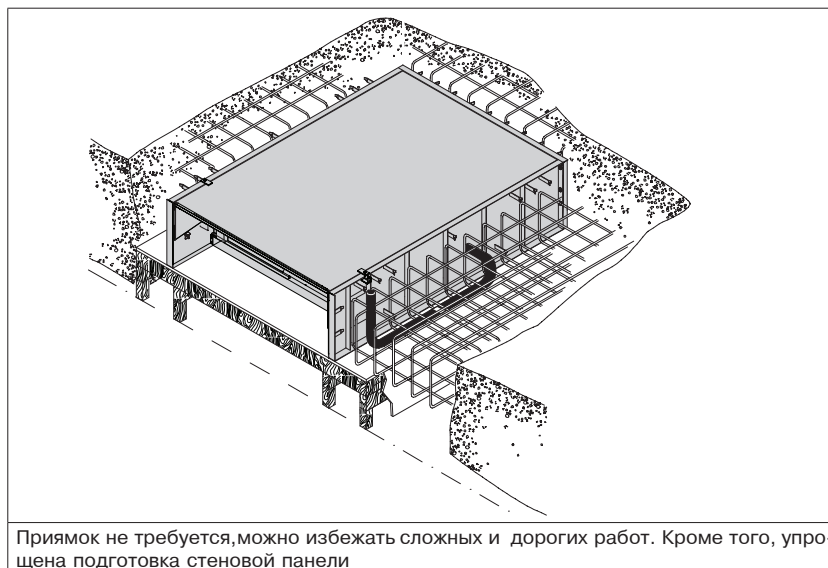 Приямок не требуется,можно избежать сложных и дорогих работ. Кроме того, упро-
щена подготовка стеновой панели